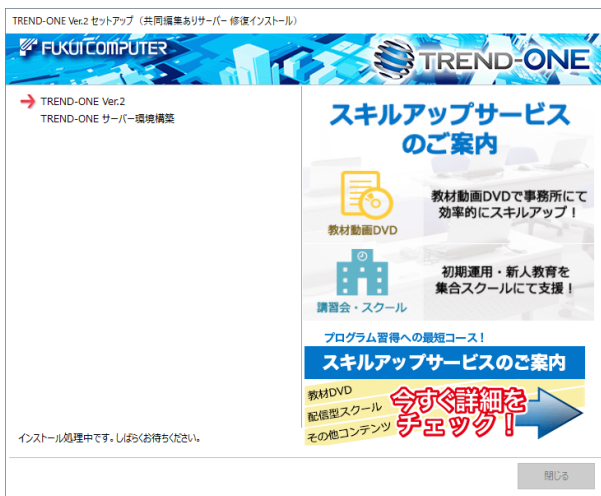 TREND-ONE Ver.2 セットアップ（共同編集ありサーバー 修復インストール）
FUKUI COMPUTER
TREND-ONE
TREND-ONE Ver.2
TREND-ONE サーバー環境構築
スキルアップサービス
のご案内
教材動画DVDで事務所にて
効率的にスキルアップ！
教材動画DVD
初期運用・新人教育を
集合スクールにて支援！
講習会・スクール
プログラム習得への最短コース！
スキルアップサービスのご案内
教材DVD
配信型スクール
その他コンテンツ
今すぐ詳細を
チェック！
インストール処理中です。しばらくお待ちください。
閉じる